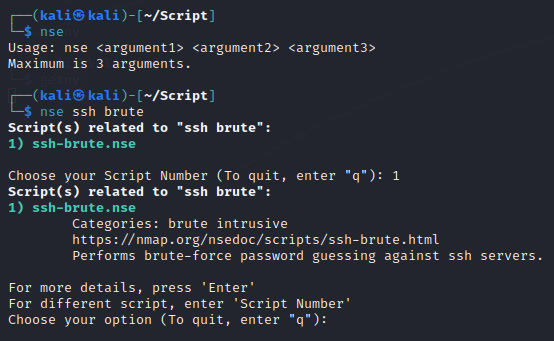 ┌──(kali㉿kali)-[~/Script]
└─$ nse
Usage: nse <argument1> <argument2> <argument3>
Maximum is 3 arguments.
┌──(kali㉿kali)-[~/Script]
└─$ nse ssh brute
Script(s) related to "ssh brute":
1) ssh-brute.nse
Choose your Script Number (To quit, enter "q"): 1
Script(s) related to "ssh brute":
1) ssh-brute.nse
Categories: brute intrusive
https://nmap.org/nsedoc/scripts/ssh-brute.html
Performs brute-force password guessing against ssh servers.
For more details, press 'Enter'
For different script, enter 'Script Number'
Choose your option (To quit, enter "q"):